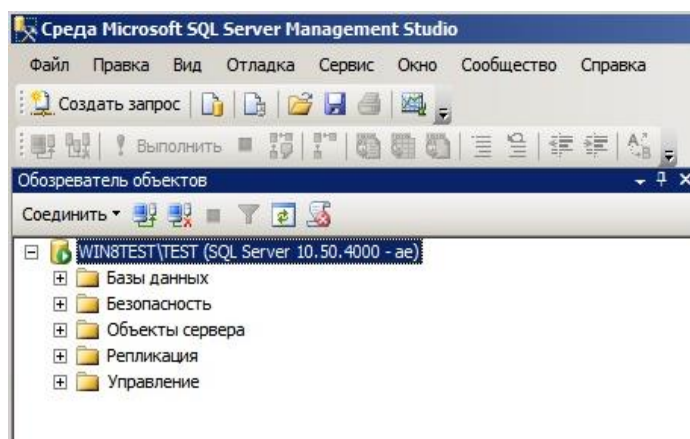 Среда Microsoft SQL Server Management Studio
Файл Правка Вид Отладка Сервис Окно Сообщество Справка
Создать запрос
Выполнить
Обозреватель объектов
Соединить
WIN8TEST\TEST (SQL Server 10.50.4000 - ae)
Базы данных
Безопасность
Объекты сервера
Репликация
Управление